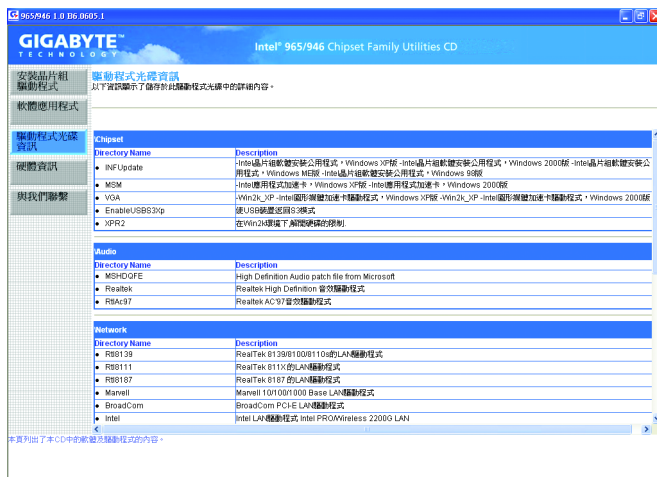 965/946 1.0 B6.0605.1
GIGABYTE™
TECHNOLOGY
Intel® 965/946 Chipset Family Utilities CD
安裝晶片組
驅動程式
軟體應用程式
驅動程式光碟
資訊
硬體資訊
與我們聯繫
驅動程式光碟資訊
以下資訊顯示了儲存於此驅動程式光碟中的詳細內容。
\Chipset
Directory Name Description
• INFUpdate -Intel晶片組軟體安裝公用程式，Windows XP版 -Intel晶片組軟體安裝公用程式，Windows 2000版 -Intel晶片組軟體安裝公
用程式，Windows ME版 -Intel晶片組軟體安裝公用程式，Windows 98版
• MSM -Intel應用程式加速卡，Windows XP版 -Intel應用程式加速卡，Windows 2000版
• VGA -Win2k_XP -Intel圖形媒體加速卡驅動程式，Windows XP版 -Win2k_XP -Intel圖形媒體加速卡驅動程式，Windows 2000版
• EnableUSBS3Xp 使USB裝置返回S3模式
• XPR2 在Win2k環境下,解開硬碟的限制.
\Audio
Directory Name Description
• MSHDQFE High Definition Audio patch file from Microsoft
• Realtek Realtek High Definition 音效驅動程式
• RtlAc97 Realtek AC'97音效驅動程式
\Network
Directory Name Description
• Rtl8139 RealTek 8139/8100/8110s的LAN驅動程式
• Rtl8111 RealTek 811X 的LAN驅動程式
• Rtl8187 RealTek 8187 的LAN驅動程式
• Marvell Marvell 10/100/1000 Base LAN驅動程式
• BroadCom BroadCom PCI-E LAN驅動程式
• Intel Intel LAN驅動程式 Intel PRO/Wireless 2200G LAN
本頁列出了本CD中的軟體及驅動程式的內容。